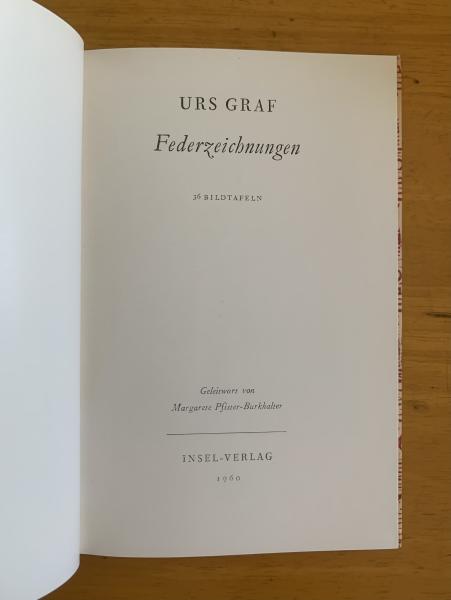 URS GRAF
Federzeichnungen
36 BILDTAFELN
Geleitwort von
Margarete Pfister-Burkhalter
INSEL-VERLAG
1960